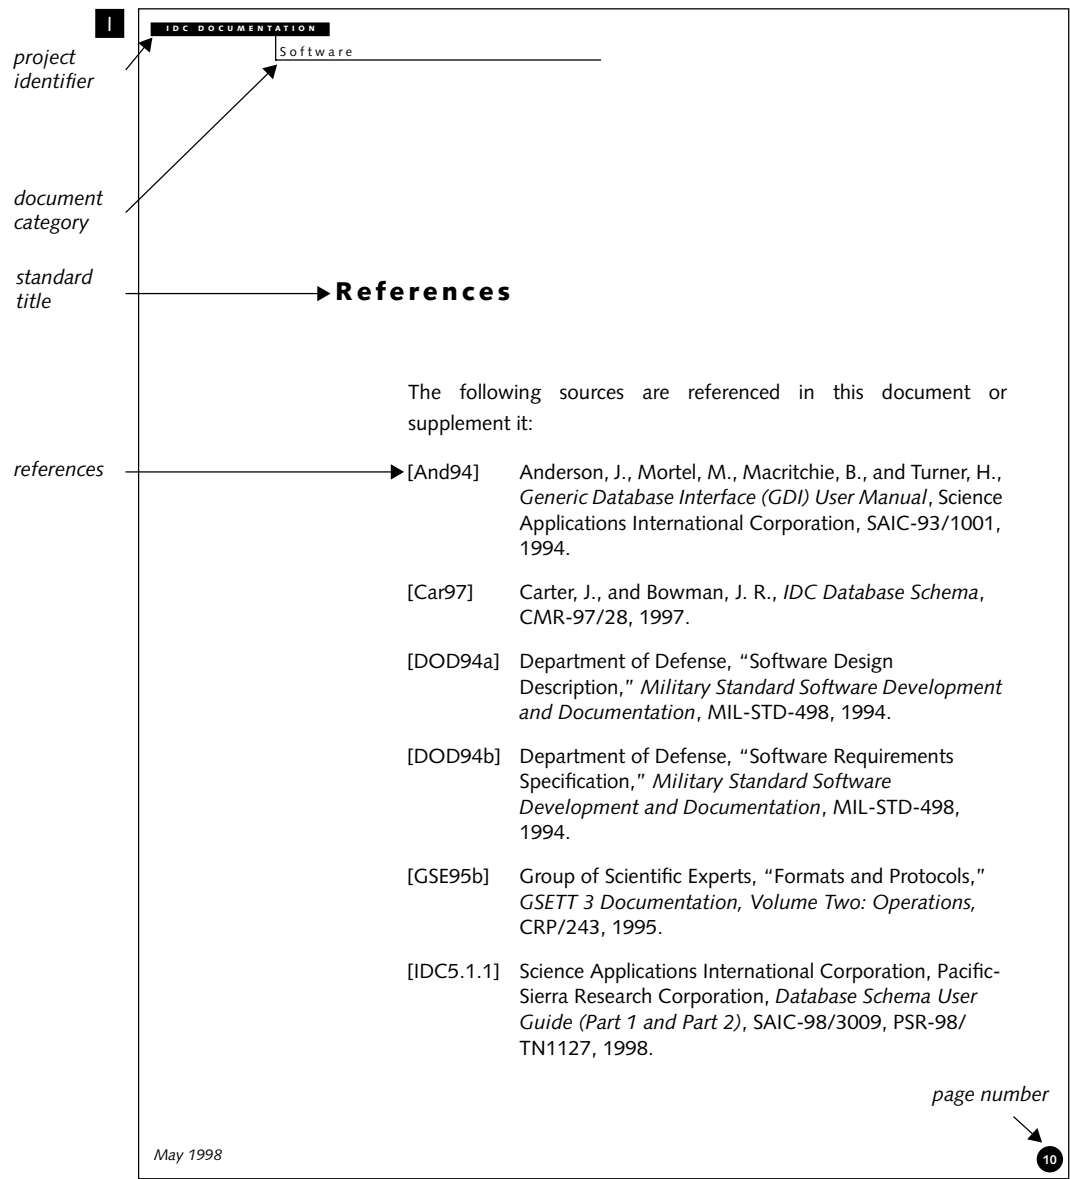 I
IDC DOCUMENTATION
Software
project
identifier
document
category
standard
title
References
The following sources are referenced in this document or
supplement it:
references
[And94] Anderson, J., Mortel, M., Macritchie, B., and Turner, H.,
Generic Database Interface (GDI) User Manual, Science
Applications International Corporation, SAIC-93/1001,
1994.
[Car97] Carter, J., and Bowman, J. R., IDC Database Schema,
CMR-97/28, 1997.
[DOD94a] Department of Defense, “Software Design
Description,” Military Standard Software Development
and Documentation, MIL-STD-498, 1994.
[DOD94b] Department of Defense, “Software Requirements
Specification,” Military Standard Software
Development and Documentation, MIL-STD-498,
1994.
[GSE95b] Group of Scientific Experts, “Formats and Protocols,”
GSETT 3 Documentation, Volume Two: Operations,
CRP/243, 1995.
[IDC5.1.1] Science Applications International Corporation, Pacific-
Sierra Research Corporation, Database Schema User
Guide (Part 1 and Part 2), SAIC-98/3009, PSR-98/
TN1127, 1998.
page number
May 1998
10